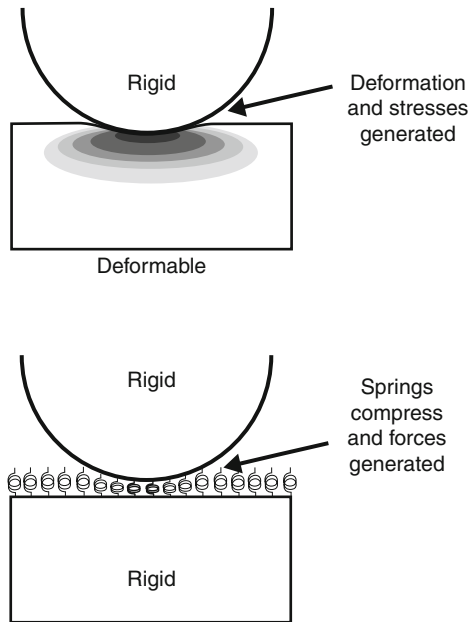 Rigid
Deformation
and stresses
generated
Deformable
Rigid
Springs
compress
and forces
generated
Rigid